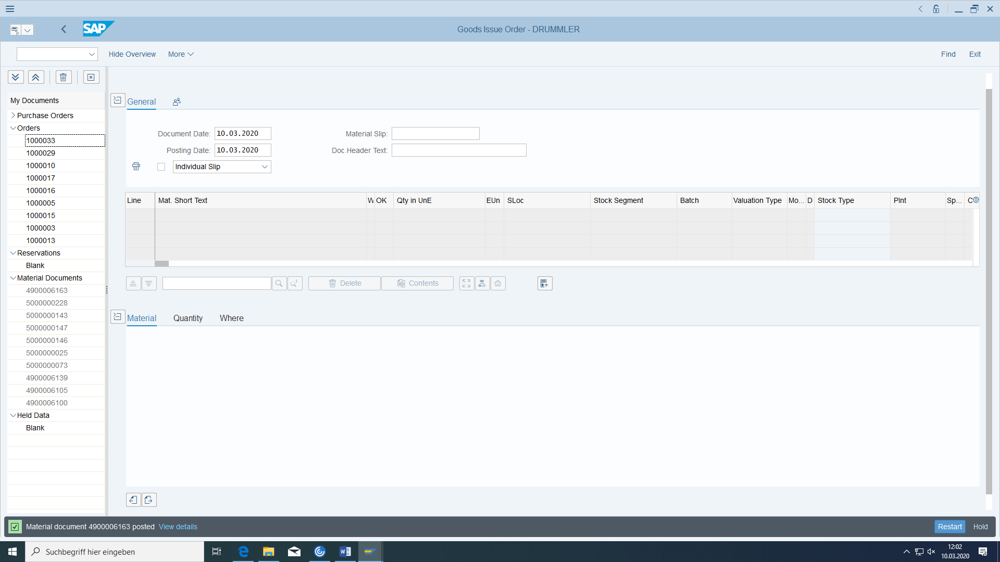 SAP
Goods Issue Order - DRUMMLER
Hide Overview More
Find Exit
My Documents
Purchase Orders
Orders
1000033
1000029
1000010
1000017
1000016
1000005
1000015
1000003
1000013
Reservations
Blank
Material Documents
4900006163
5000000228
5000000143
5000000147
5000000146
5000000025
5000000073
4900006139
4900006105
4900006100
Held Data
Blank
General
Document Date: 10.03.2020 Material Slip:
Posting Date: 10.03.2020 Doc.Header Text:
Individual Slip
Line Mat. Short Text W OK Qty in UnE EUn SLoc Stock Segment Batch Valuation Type Mo... D Stock Type Plnt Sp... C
Delete Contents
Material Quantity Where
Material document 4900006163 posted View details
Restart Hold
Suchbegriff hier eingeben
12:02
10.03.2020